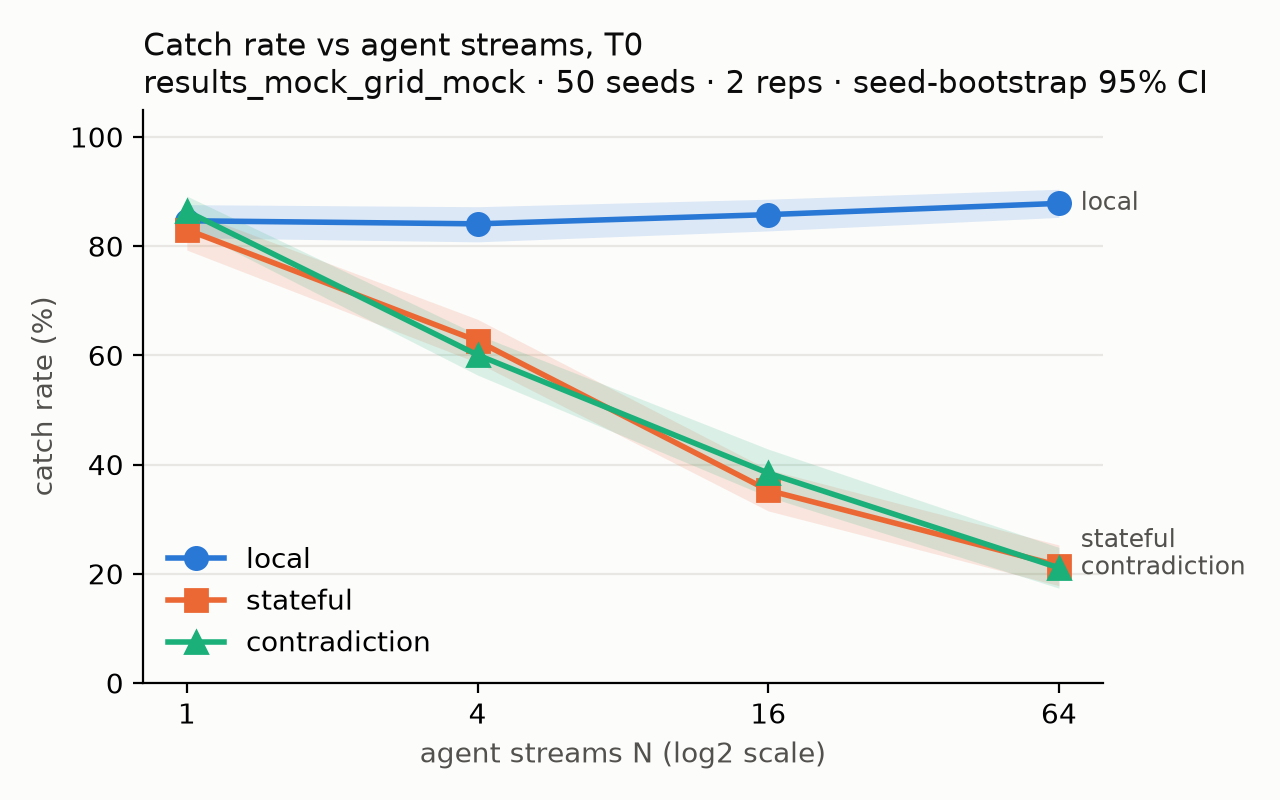 Catch rate vs agent streams, T0
results_mock_grid_mock · 50 seeds · 2 reps · seed-bootstrap 95% CI
100
80
60
40
20
0
catch rate (%)
local
stateful
contradiction
local
stateful
contradiction
1
4
16
64
agent streams N (log2 scale)